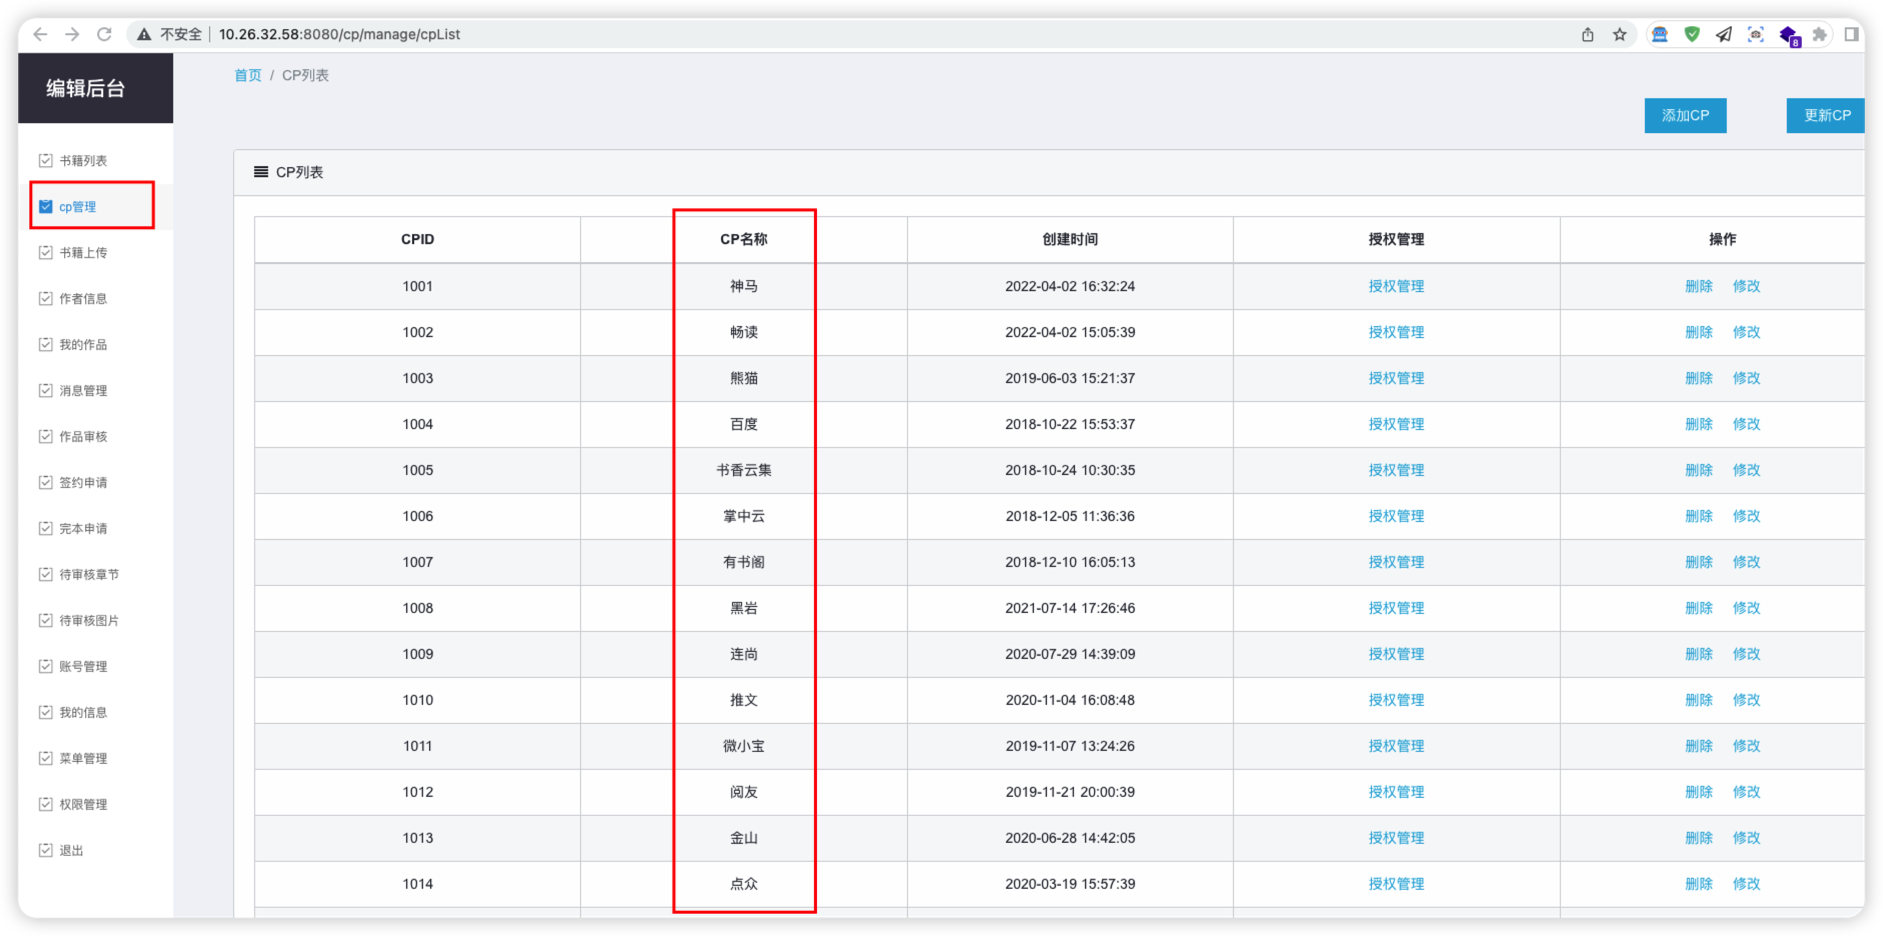 不安全 10.26.32.58:8080/cp/manage/cpList
8
编辑后台
书籍列表
cp管理
书籍上传
作者信息
我的作品
消息管理
作品审核
签约申请
完本申请
待审核章节
待审核图片
账号管理
我的信息
菜单管理
权限管理
退出
首页 / CP列表
添加CP 更新CP
CP列表
CPID CP名称 创建时间 授权管理 操作
1001 神马 2022-04-02 16:32:24 授权管理 删除 修改
1002 畅读 2022-04-02 15:05:39 授权管理 删除 修改
1003 熊猫 2019-06-03 15:21:37 授权管理 删除 修改
1004 百度 2018-10-22 15:53:37 授权管理 删除 修改
1005 书香云集 2018-10-24 10:30:35 授权管理 删除 修改
1006 掌中云 2018-12-05 11:36:36 授权管理 删除 修改
1007 有书阁 2018-12-10 16:05:13 授权管理 删除 修改
1008 黑岩 2021-07-14 17:26:46 授权管理 删除 修改
1009 连尚 2020-07-29 14:39:09 授权管理 删除 修改
1010 推文 2020-11-04 16:08:48 授权管理 删除 修改
1011 微小宝 2019-11-07 13:24:26 授权管理 删除 修改
1012 阅友 2019-11-21 20:00:39 授权管理 删除 修改
1013 金山 2020-06-28 14:42:05 授权管理 删除 修改
1014 点众 2020-03-19 15:57:39 授权管理 删除 修改